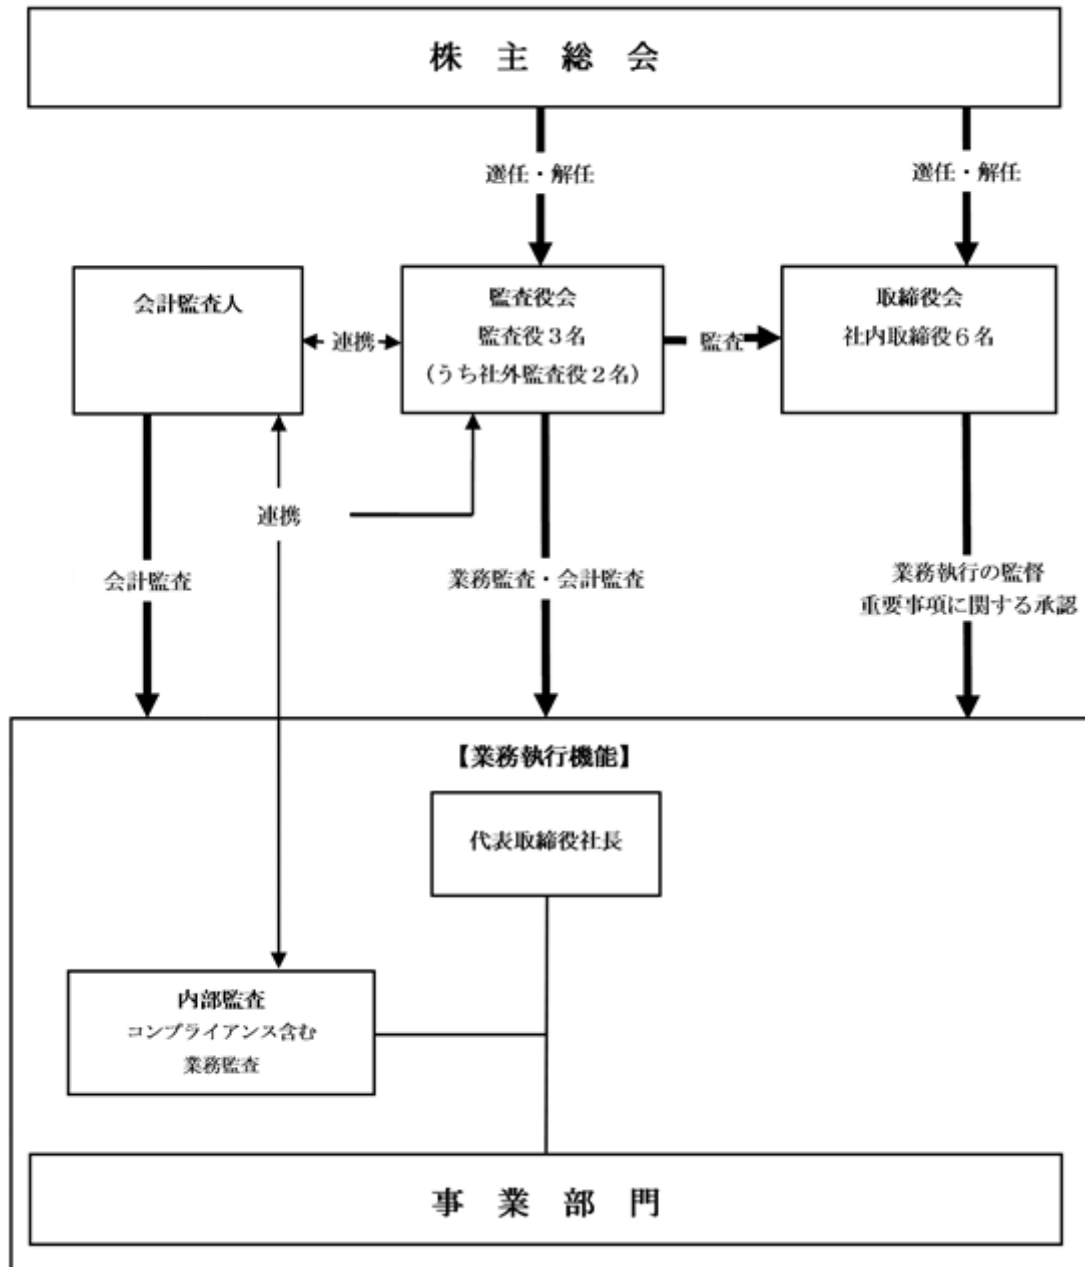 株主総会
選任・解任
選任・解任
会計監査人
連携
監査役会
監査役３名
（うち社外監査役２名）
監査
取締役会
社内取締役６名
連携
会計監査
業務監査・会計監査
業務執行の監督
重要事項に関する承認
【業務執行機能】
代表取締役社長
内部監査
コンプライアンス含む
業務監査
事業部門